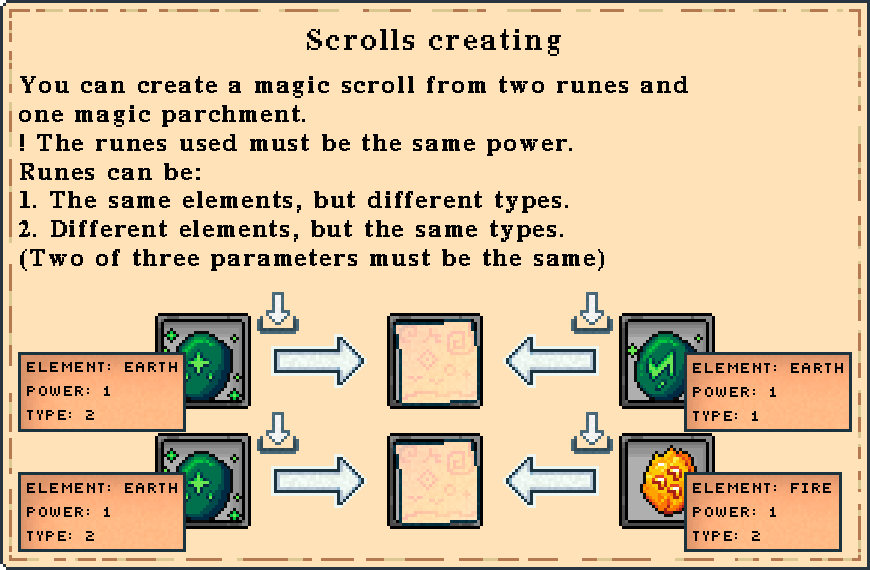 Scrolls creating
You can create a magic scroll from two runes and
one magic parchment.
! The runes used must be the same power.
Runes can be:
1. The same elements, but different types.
2. Different elements, but the same types.
(Two of three parameters must be the same)
ELEMENT: EARTH
POWER: 1
TYPE: 2
ELEMENT: EARTH
POWER: 1
TYPE: 1
ELEMENT: EARTH
POWER: 1
TYPE: 2
ELEMENT: FIRE
POWER: 1
TYPE: 2